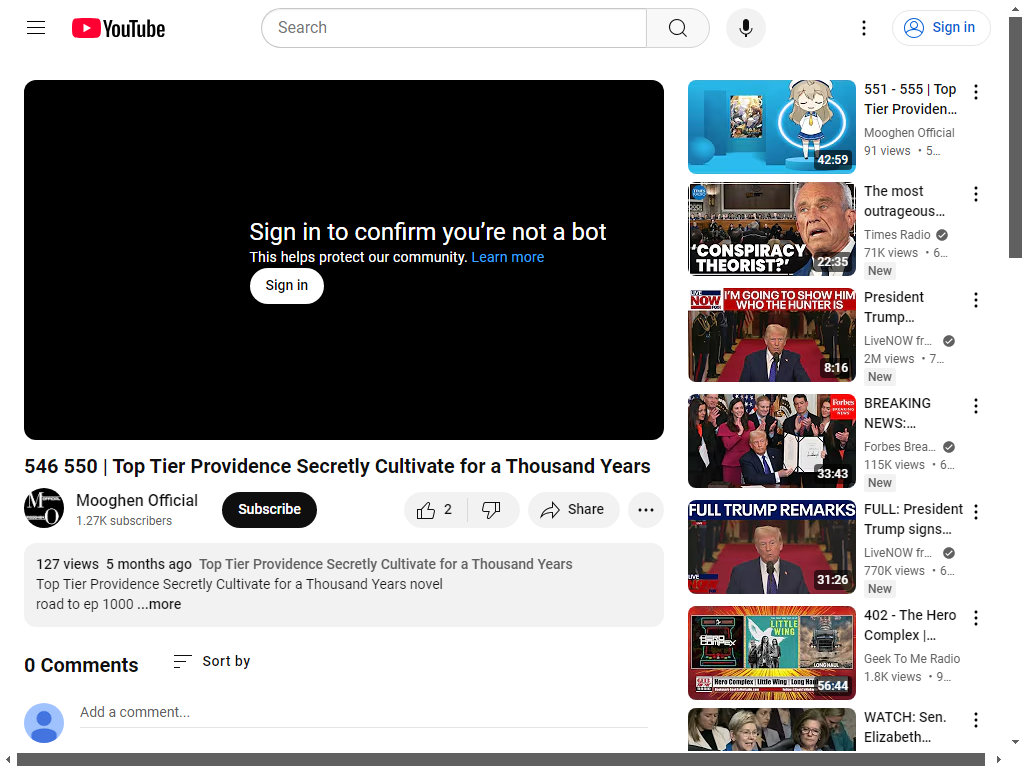 YouTube
Search
Sign in
Sign in to confirm you’re not a bot
This helps protect our community. Learn more
Sign in
546 550 | Top Tier Providence Secretly Cultivate for a Thousand Years
Mooghen Official
1.27K subscribers
Subscribe
2
Share
127 views 5 months ago Top Tier Providence Secretly Cultivate for a Thousand Years
Top Tier Providence Secretly Cultivate for a Thousand Years novel
road to ep 1000 ...more
0 Comments
Sort by
Add a comment...
42:59
551 - 555 | Top
Tier Providen...
Mooghen Official
91 views • 5...
‘CONSPIRACY
THEORIST?’
22:35
The most
outrageous...
Times Radio
71K views • 6...
New
LIVE
NOW
I'M GOING TO SHOW HIM
WHO THE HUNTER IS
8:16
President
Trump...
LiveNOW fr...
2M views • 7...
New
Forbes
BREAKING
NEWS
33:43
BREAKING
NEWS:...
Forbes Brea...
115K views • 6...
New
FULL TRUMP REMARKS
31:26
FULL: President
Trump signs...
LiveNOW fr...
770K views • 6...
New
HERO
COMPLEX
LITTLE
WING
LONG HAUL
Hero Complex | Little Wing | Long Hau
56:44
402 - The Hero
Complex |...
Geek To Me Radio
1.8K views • 9...
WATCH: Sen.
Elizabeth...